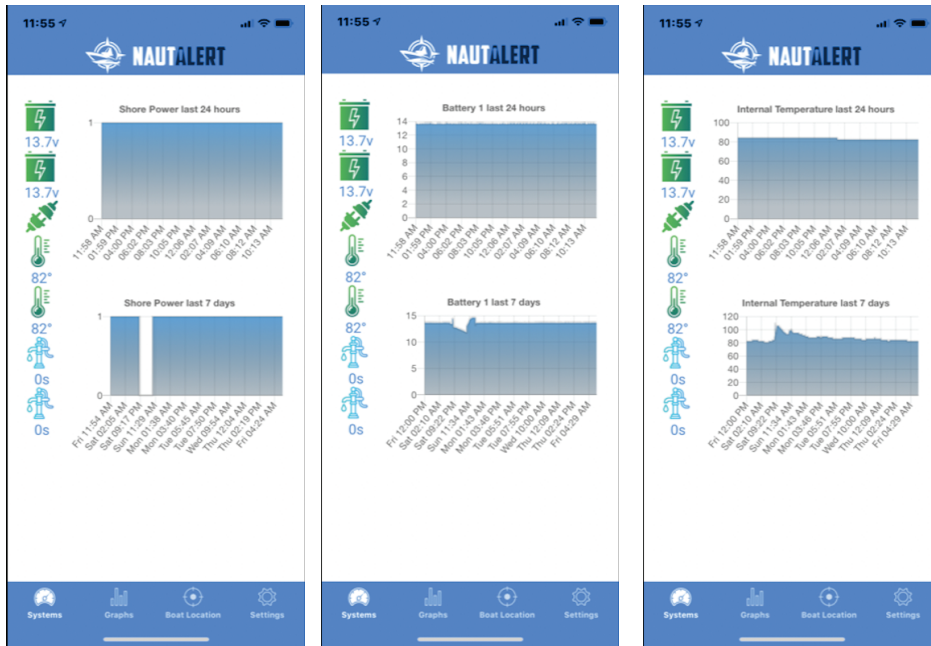 11:55
NAUTALERT
Shore Power last 24 hours
1
0
11:58 AM
01:59 PM
04:00 PM
06:02 PM
08:03 PM
10:05 PM
12:06 AM
02:07 AM
04:09 AM
06:10 AM
08:12 AM
10:13 AM
13.7v
13.7v
82°
82°
0s
0s
Shore Power last 7 days
1
0
Fri 11:54 AM
Sat 02:05 AM
Sat 09:17 PM
Sun 11:29 AM
Mon 01:38 AM
Mon 03:40 PM
Tue 05:45 AM
Tue 07:50 PM
Wed 09:54 AM
Thu 12:04 AM
Thu 02:19 PM
Fri 04:24 AM
Systems
Graphs
Boat Location
Settings
11:55
NAUTALERT
Battery 1 last 24 hours
14
12
10
8
6
4
2
0
11:58 AM
01:59 PM
04:00 PM
06:02 PM
08:03 PM
10:05 PM
12:06 AM
02:07 AM
04:09 AM
06:10 AM
08:12 AM
10:13 AM
13.7v
13.7v
82°
82°
0s
0s
Battery 1 last 7 days
15
10
5
0
Fri 12:00 PM
Sat 02:10 AM
Sat 09:22 PM
Sun 11:34 AM
Mon 01:43 AM
Mon 03:46 PM
Tue 05:51 AM
Tue 07:55 PM
Wed 10:00 AM
Thu 12:09 AM
Thu 02:24 PM
Fri 04:29 AM
Systems
Graphs
Boat Location
Settings
11:55
NAUTALERT
Internal Temperature last 24 hours
100
80
60
40
20
0
11:58 AM
01:59 PM
04:00 PM
06:02 PM
08:03 PM
10:05 PM
12:06 AM
02:07 AM
04:09 AM
06:10 AM
08:12 AM
10:13 AM
13.7v
13.7v
82°
82°
0s
0s
Internal Temperature last 7 days
120
100
80
60
40
20
0
Fri 12:00 PM
Sat 02:10 AM
Sat 09:22 PM
Sun 11:34 AM
Mon 01:43 AM
Mon 03:46 PM
Tue 05:51 AM
Tue 07:55 PM
Wed 10:00 AM
Thu 12:09 AM
Thu 02:24 PM
Fri 04:29 AM
Systems
Graphs
Boat Location
Settings